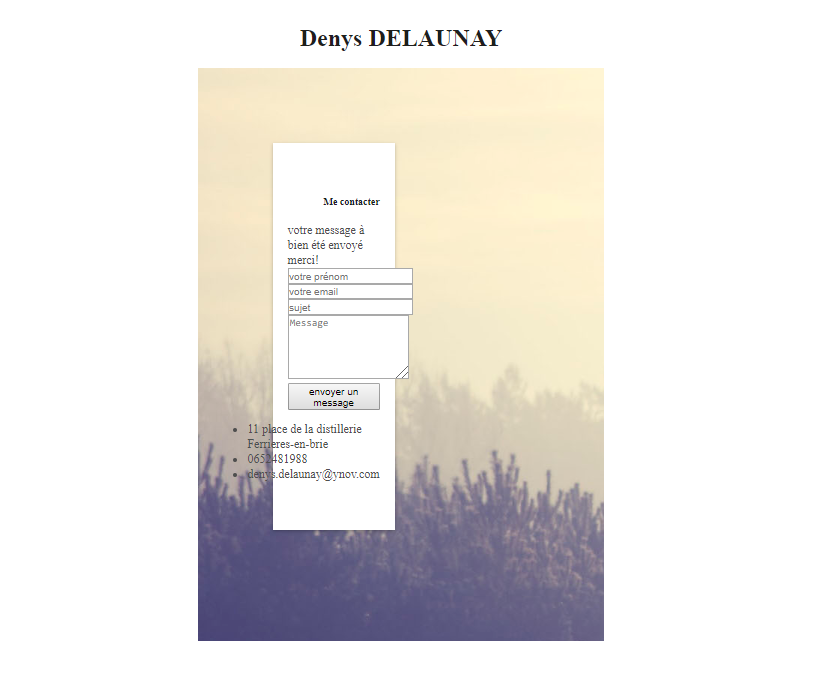 Denys DELAUNAY
Me contacter
votre message à
bien été envoyé
merci!
votre prénom
votre email
sujet
Message
envoyer un
message
11 place de la distillerie
Ferrieres-en-brie
0652481988
denys.delaunay@ynov.com